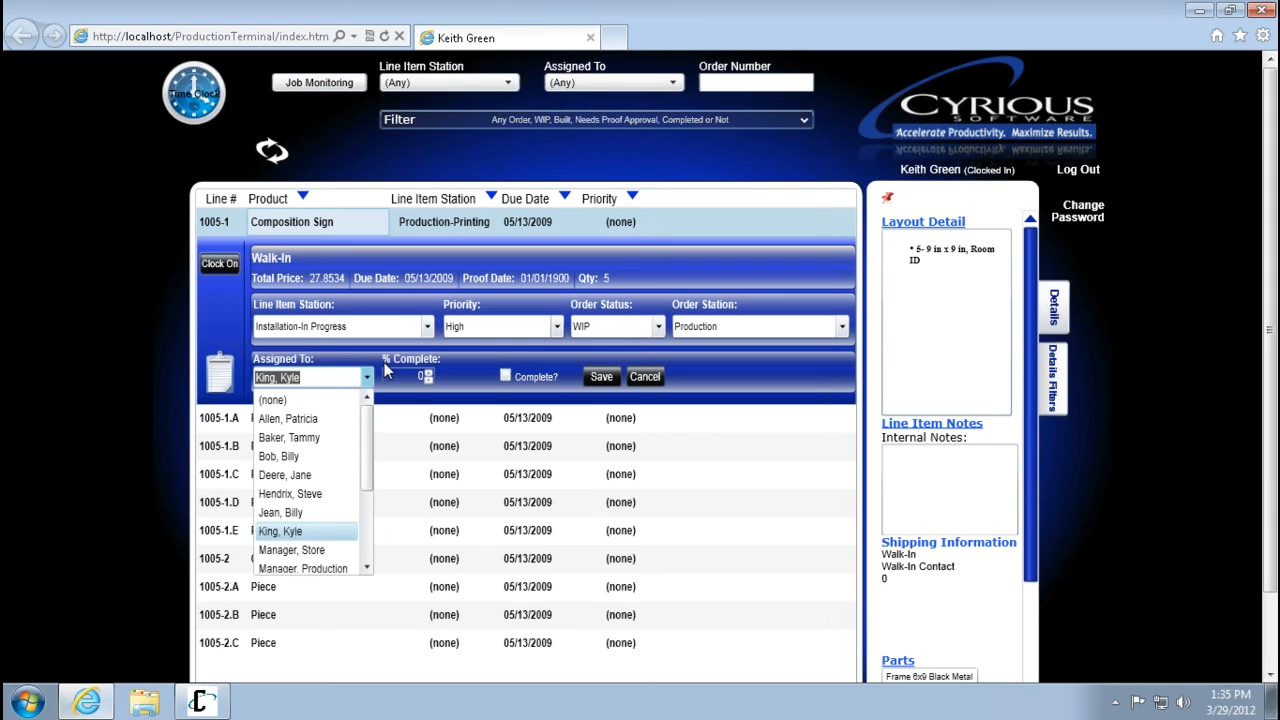 http://localhost/ProductionTerminal/index.htm
Keith Green
Time Clock
Job Monitoring
Line Item Station
(Any)
Assigned To
(Any)
Order Number
Filter
Any Order, WIP, Built, Needs Proof Approval, Completed or Not
CYRIOUS
SOFTWARE
Accelerate Productivity. Maximize Results.
Keith Green (Clocked In)
Log Out
Change
Password
Line # Product Line Item Station Due Date Priority
1005-1 Composition Sign Production-Printing 05/13/2009 (none)
Clock On
Walk-In
Total Price: 27.8534 Due Date: 05/13/2009 Proof Date: 01/01/1900 Qty: 5
Line Item Station: Priority: Order Status: Order Station:
Installation-In Progress High WIP Production
Assigned To: % Complete:
King, Kyle 0 Complete? Save Cancel
(none)
Allen, Patricia
Baker, Tammy
Bob, Billy
Deere, Jane
Hendrix, Steve
Jean, Billy
King, Kyle
Manager, Store
Manager, Production
1005-1.A (none) 05/13/2009 (none)
1005-1.B (none) 05/13/2009 (none)
1005-1.C (none) 05/13/2009 (none)
1005-1.D (none) 05/13/2009 (none)
1005-1.E (none) 05/13/2009 (none)
1005-2 (none) 05/13/2009 (none)
1005-2.A Piece (none) 05/13/2009 (none)
1005-2.B Piece (none) 05/13/2009 (none)
1005-2.C Piece (none) 05/13/2009 (none)
Layout Detail
• 5- 9 in x 9 in, Room
ID
Line Item Notes
Internal Notes:
Shipping Information
Walk-In
Walk-In Contact
0
Parts
Frame 6x9 Black Metal
Details
Details Filters
1:35 PM
3/29/2012